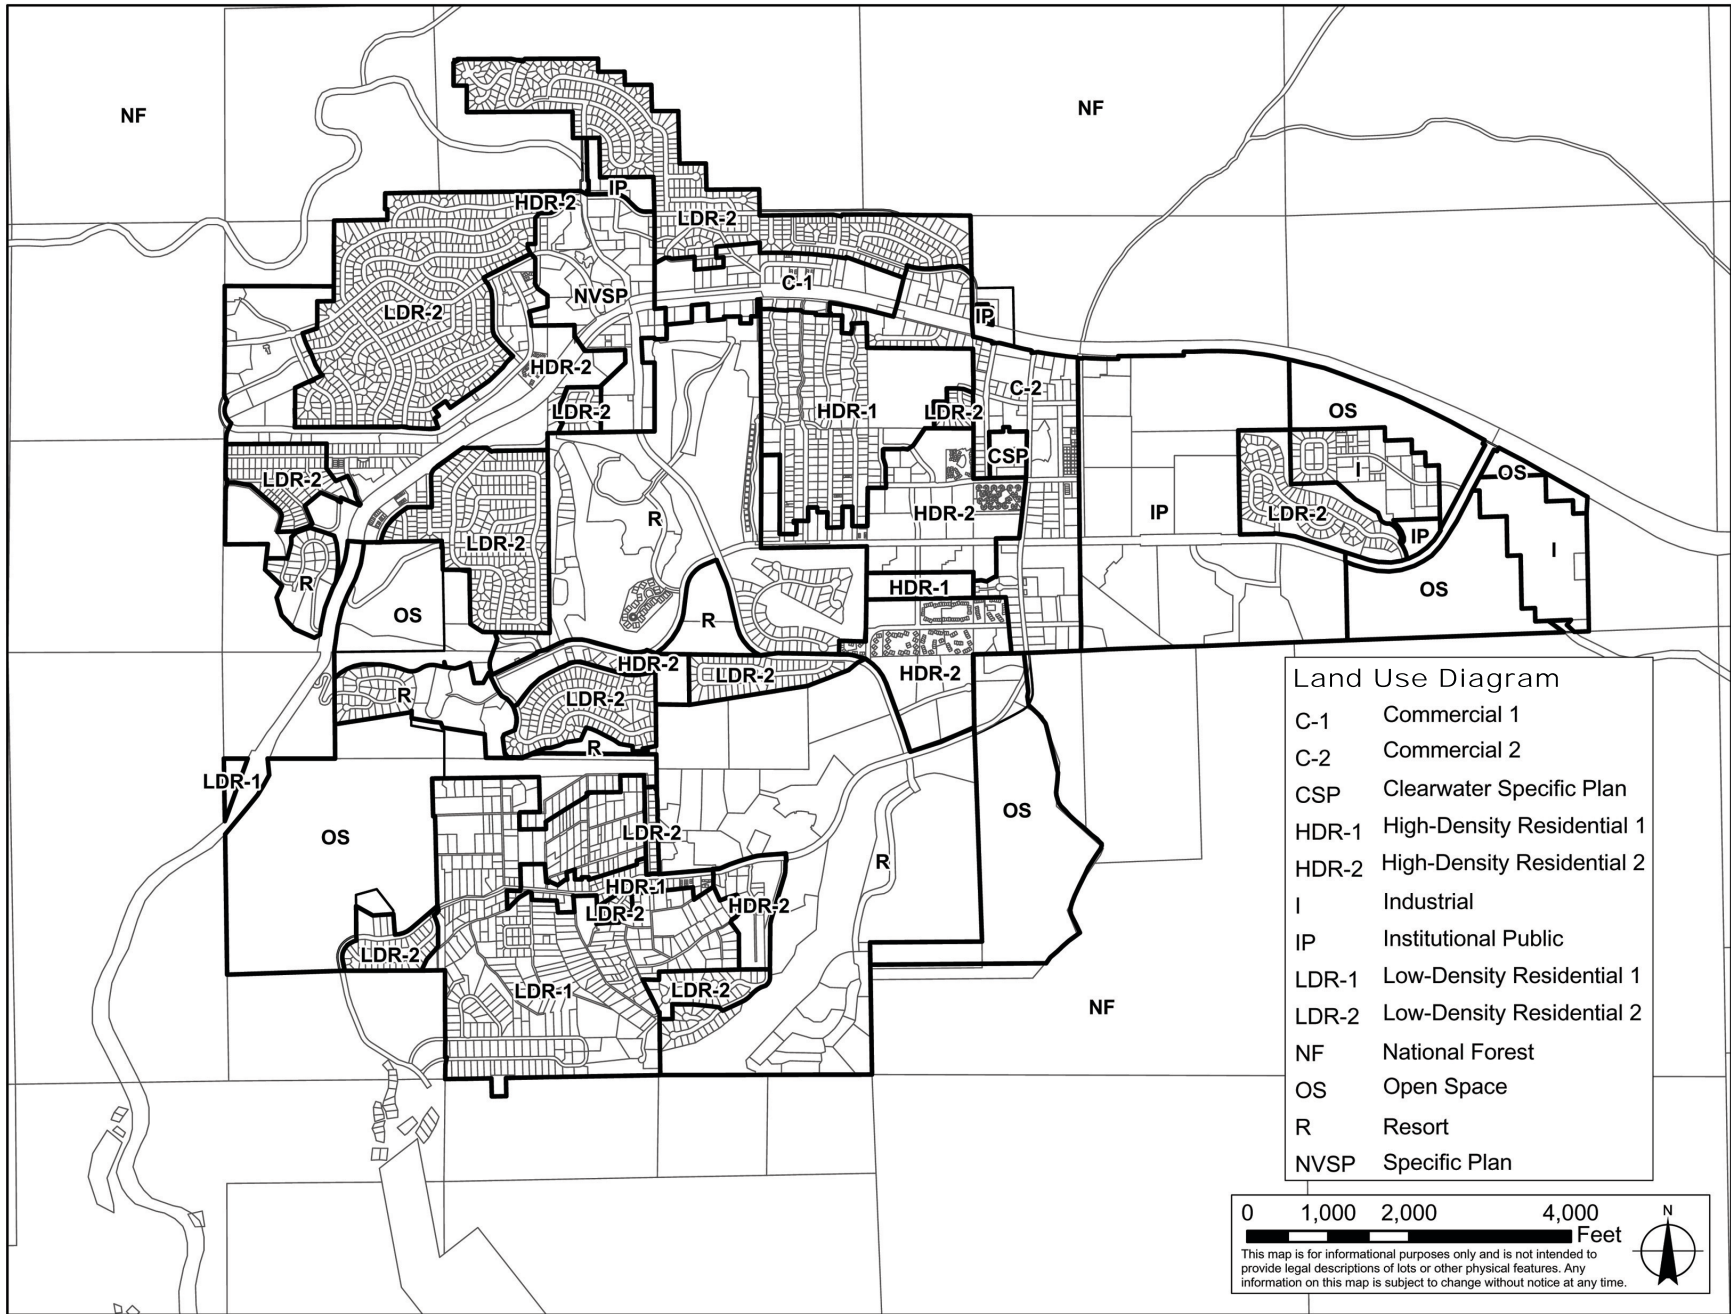 NF
NF
IP
HDR-2
LDR-2
C-1
NVSP
LDR-2
IP
HDR-2
C-2
LDR-2
HDR-1
LDR-2
OS
CSP
I
OS
LDR-2
R
HDR-2
IP
LDR-2
IP
LDR-2
I
R
HDR-1
OS
OS
R
HDR-2
HDR-2
LDR-2
R
LDR-2
R
LDR-1
OS
LDR-2
OS
R
HDR-1
HDR-2
LDR-2
LDR-2
LDR-1
LDR-2
NF
Land Use Diagram
C-1 Commercial 1
C-2 Commercial 2
CSP Clearwater Specific Plan
HDR-1 High-Density Residential 1
HDR-2 High-Density Residential 2
I Industrial
IP Institutional Public
LDR-1 Low-Density Residential 1
LDR-2 Low-Density Residential 2
NF National Forest
OS Open Space
R Resort
NVSP Specific Plan
0 1,000 2,000 4,000
Feet
N
This map is for informational purposes only and is not intended to
provide legal descriptions of lots or other physical features. Any
information on this map is subject to change without notice at any time.